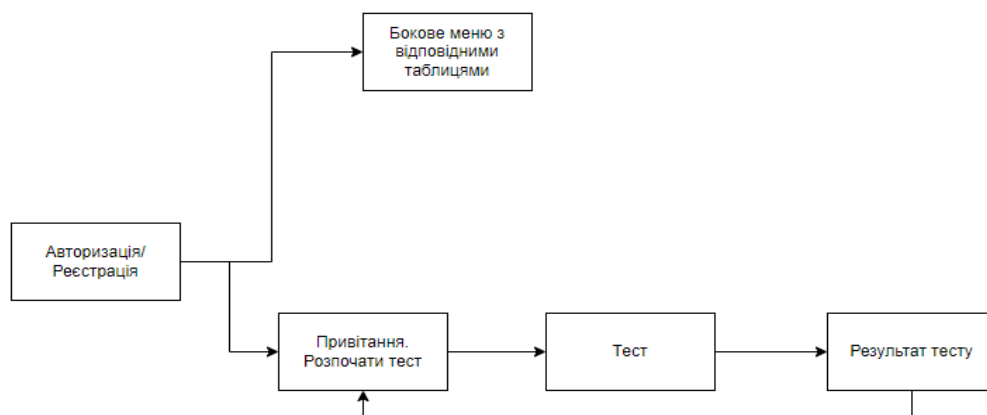 Бокове меню з
відповідними
таблицями
Авторизація/
Реєстрація
Привітання.
Розпочати тест
Тест
Результат тесту